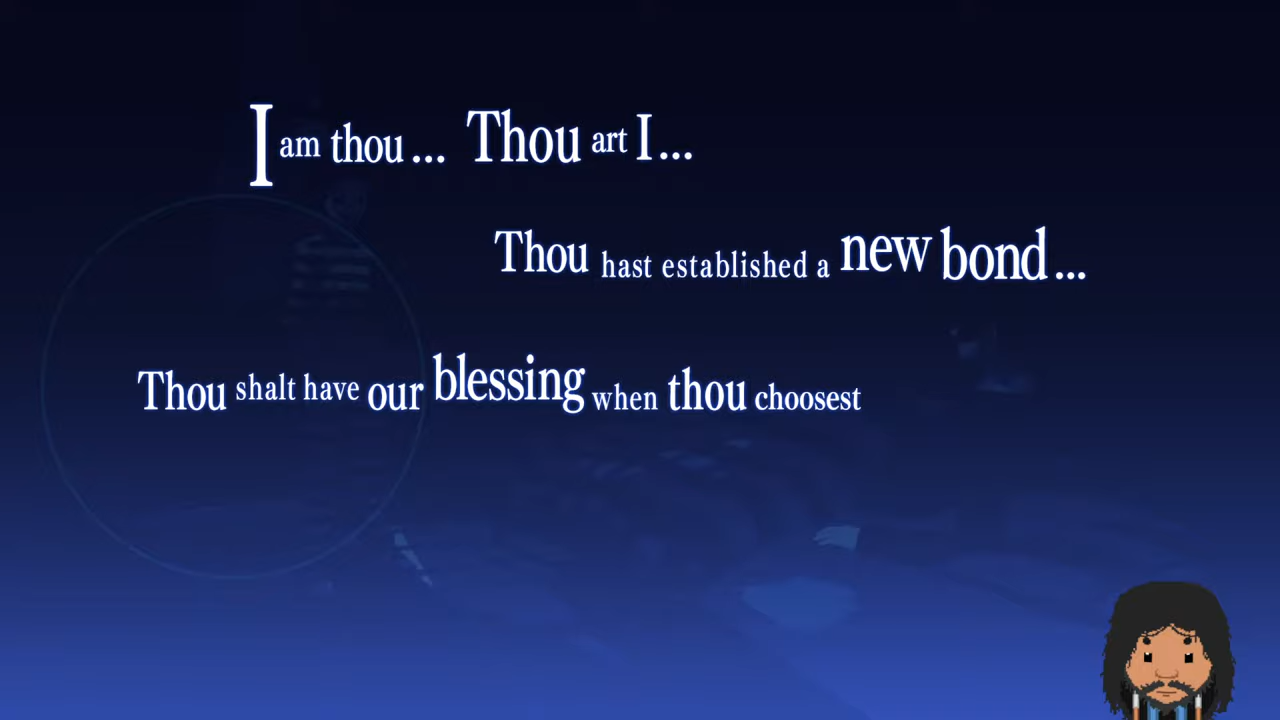 I am thou... Thou art I...
Thou hast established a new bond...
Thou shalt have our blessing when thou choosest